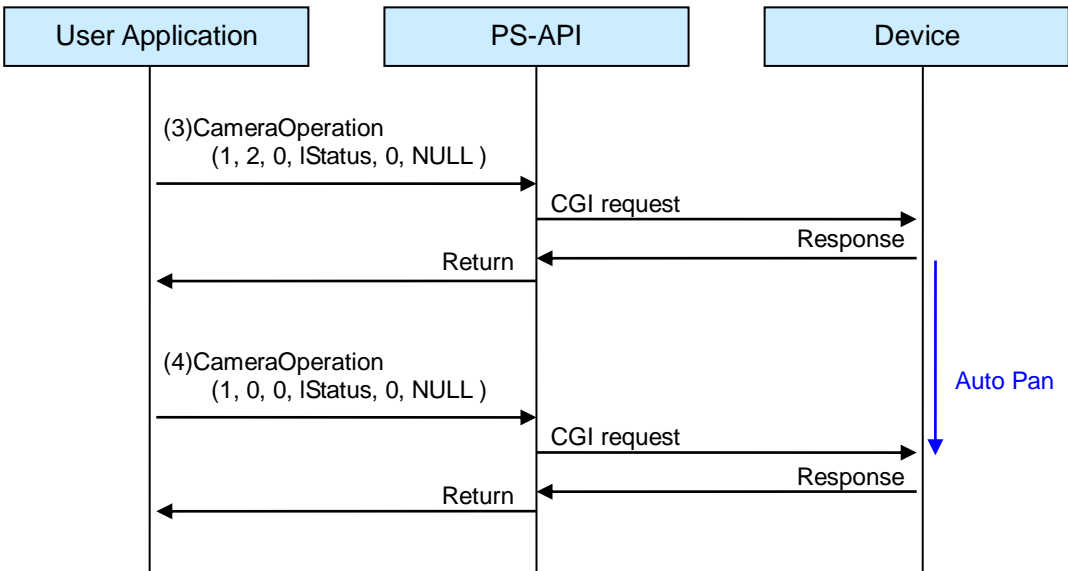 User Application
PS-API
Device
(3)CameraOperation
(1, 2, 0, lStatus, 0, NULL )
CGI request
Response
Return
(4)CameraOperation
(1, 0, 0, lStatus, 0, NULL )
Auto Pan
CGI request
Response
Return